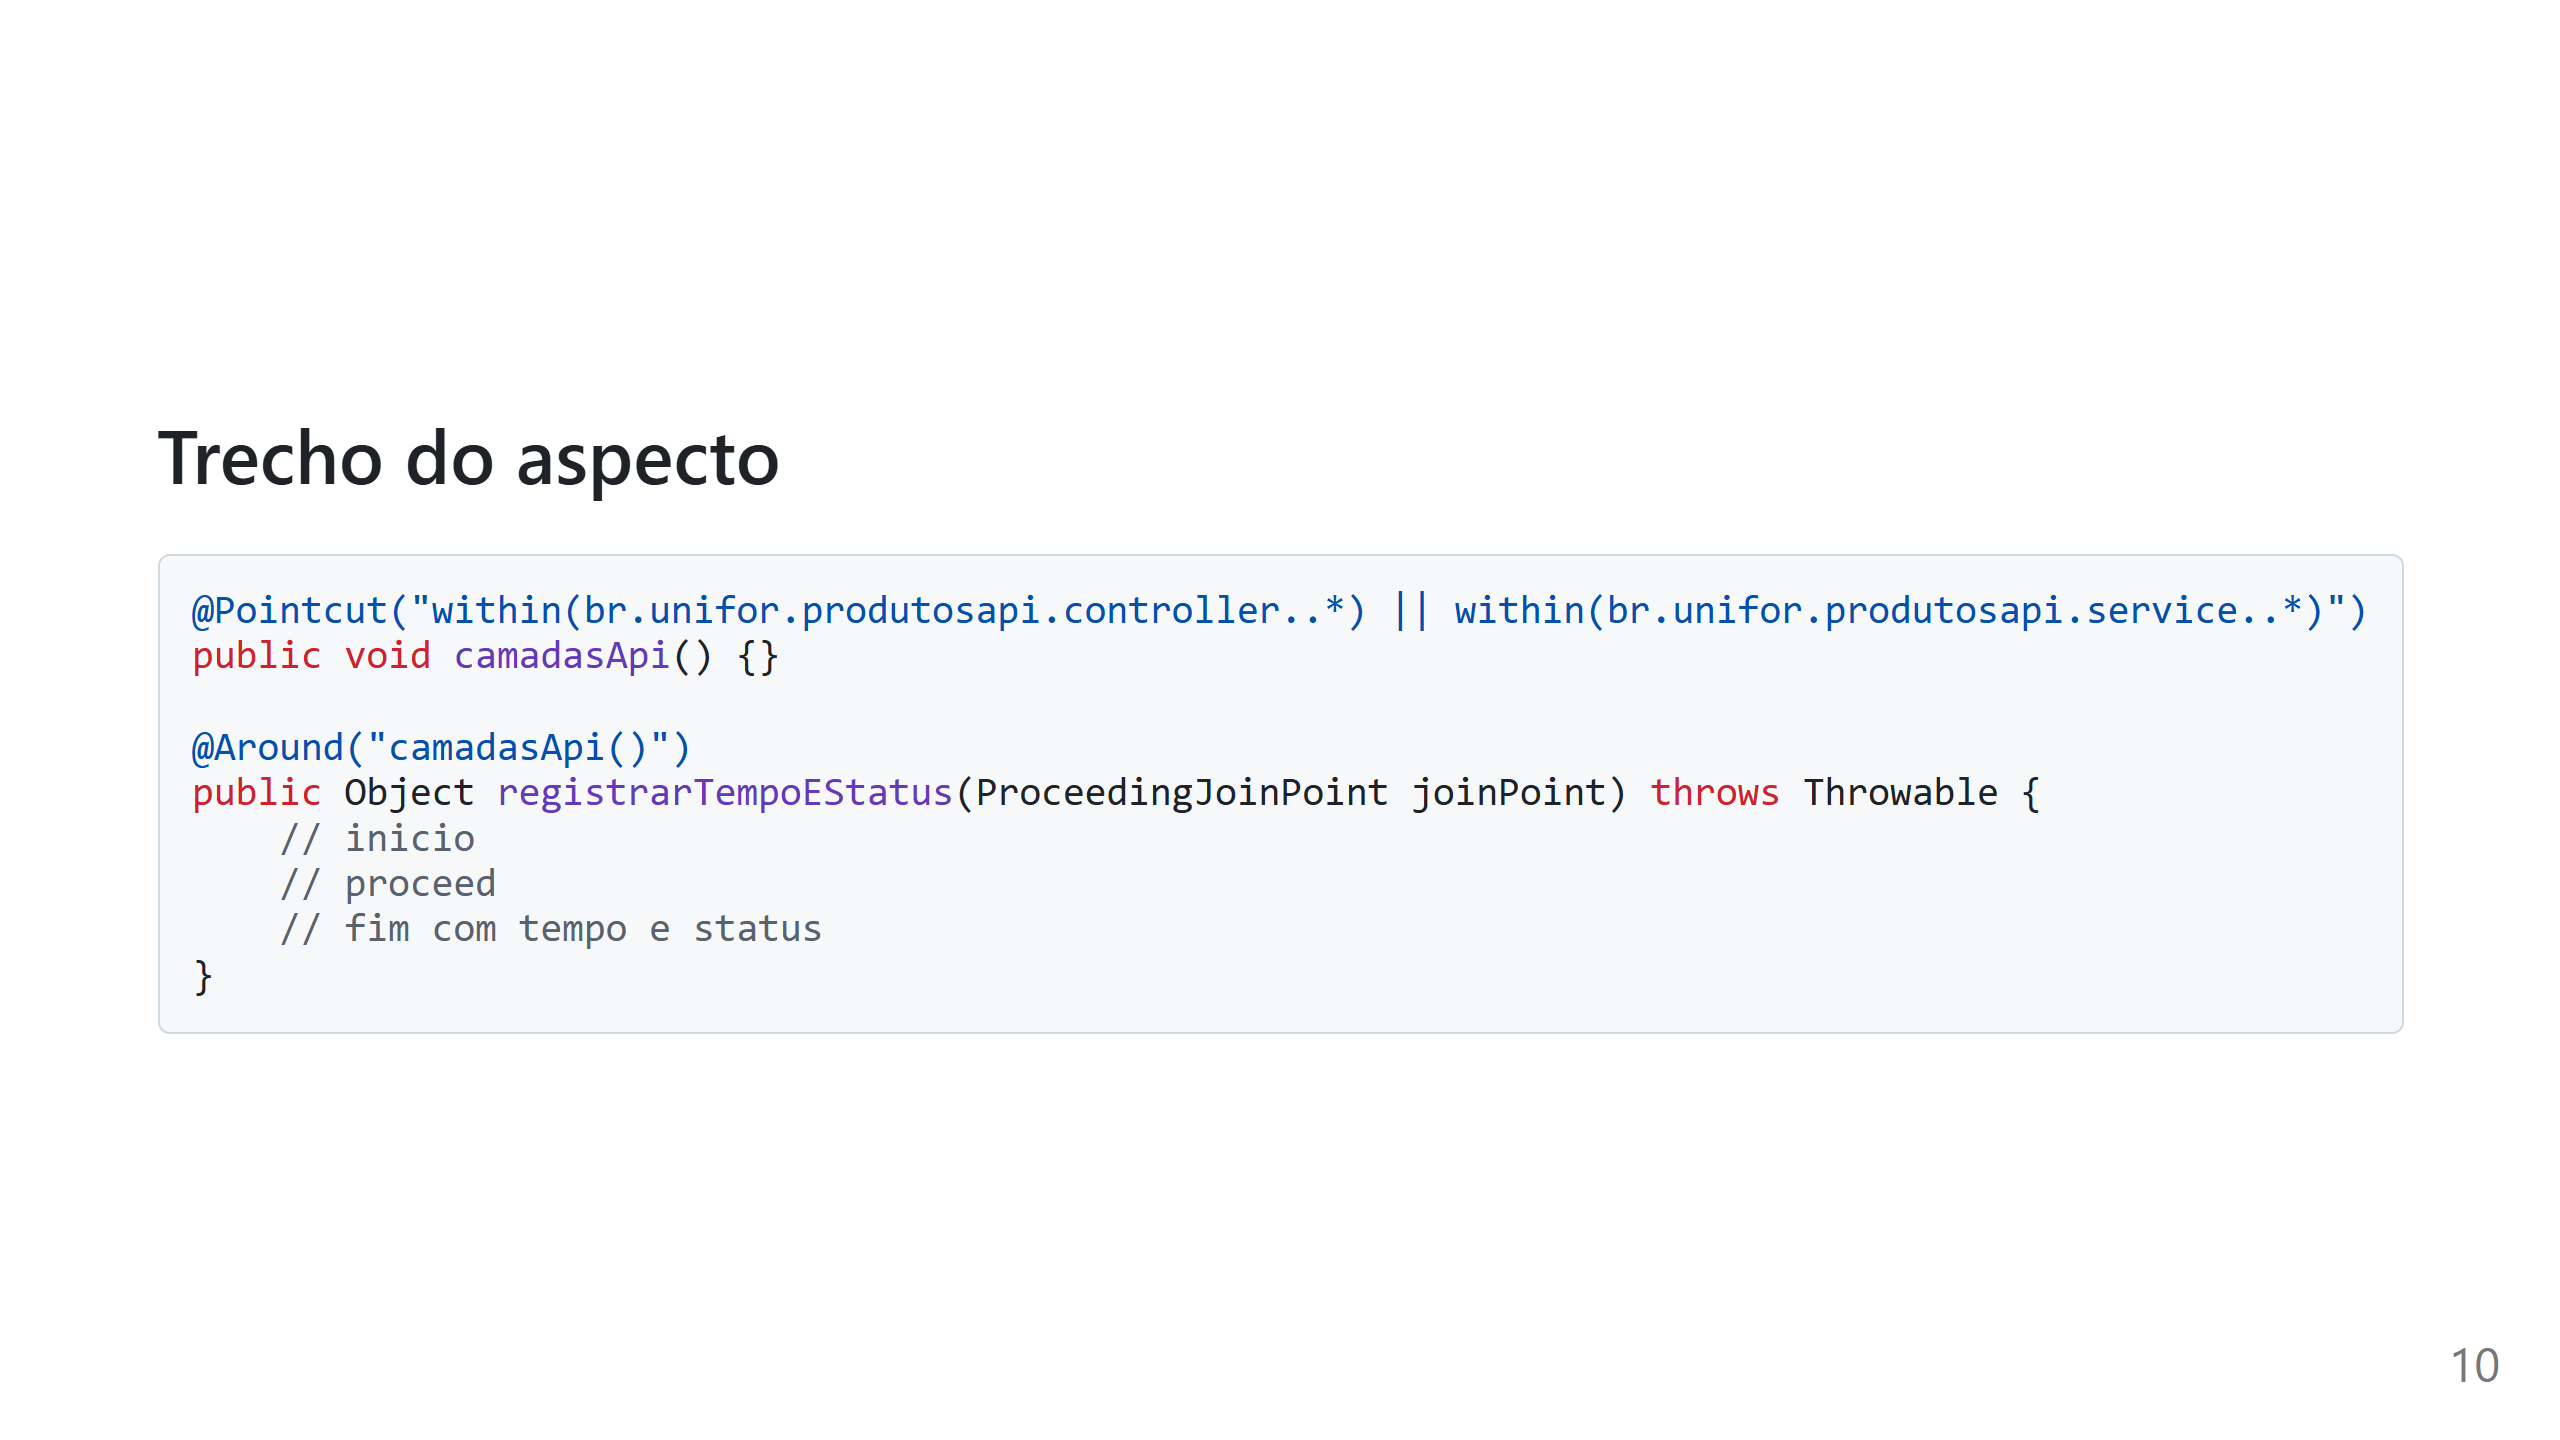 Trecho do aspecto
@Pointcut("within(br.unifor.produtosapi.controller..*) || within(br.unifor.produtosapi.service..*)")
public void camadasApi() {}
@Around("camadasApi()")
public Object registrarTempoEStatus(ProceedingJoinPoint joinPoint) throws Throwable {
// inicio
// proceed
// fim com tempo e status
}
10